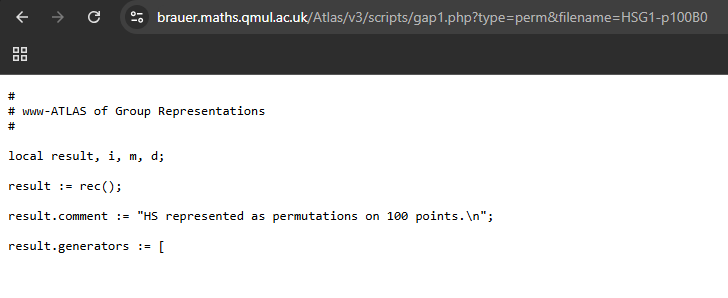 brauer.maths.qmul.ac.uk/Atlas/v3/scripts/gap1.php?type=perm&filename=HSG1-p100B0
#
# www-ATLAS of Group Representations
#
local result, i, m, d;
result := rec();
result.comment := "HS represented as permutations on 100 points.\n";
result.generators := [